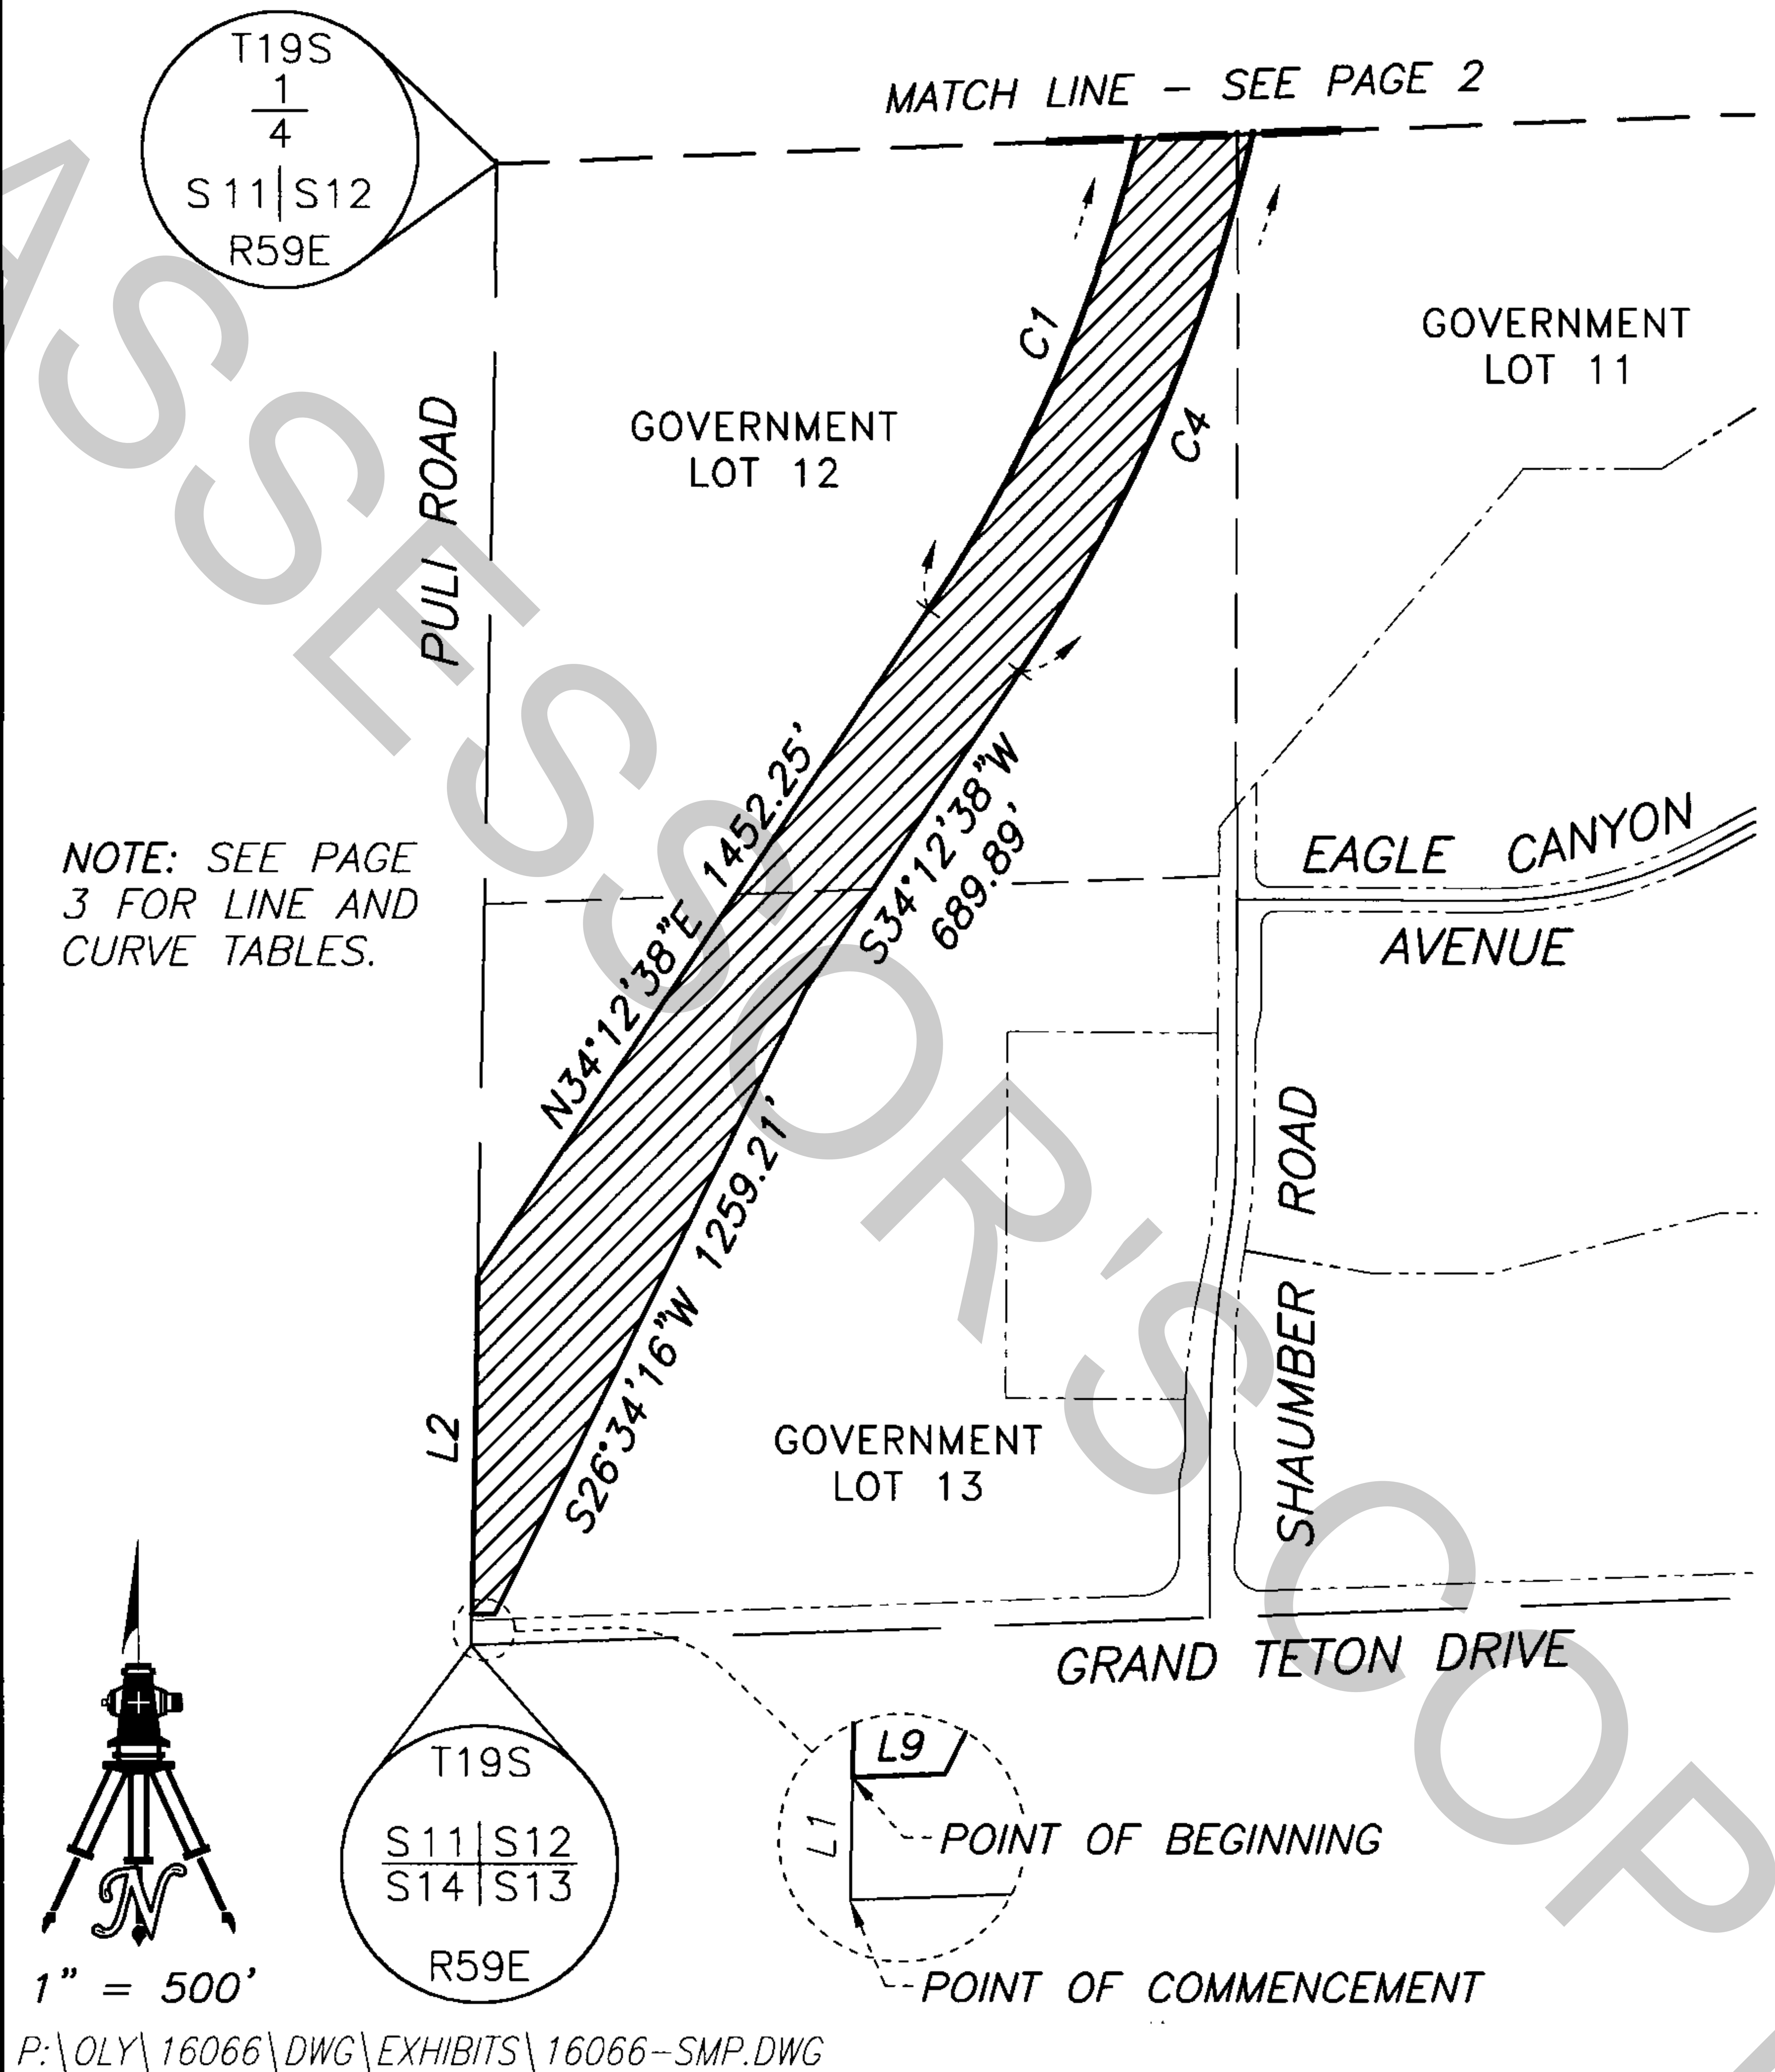 T19S
1
4
S 11 | S12
R59E
MATCH LINE - SEE PAGE 2
GOVERNMENT
LOT 11
C1
C4
GOVERNMENT
LOT 12
PULI ROAD
NOTE: SEE PAGE
3 FOR LINE AND
CURVE TABLES.
N34°12'38"E 1452.25'
S34°12'38"W
689.89'
EAGLE CANYON
AVENUE
S26°34'16"W 1259.21'
SHAUMBER ROAD
L2
GOVERNMENT
LOT 13
GRAND TETON DRIVE
T19S
S11 | S12
S14 | S13
R59E
L9
L1
POINT OF BEGINNING
POINT OF COMMENCEMENT
N
1" = 500'
P:\OLY\16066\DWG\EXHIBITS\16066-SMP.DWG
ASSESSOR'S COP